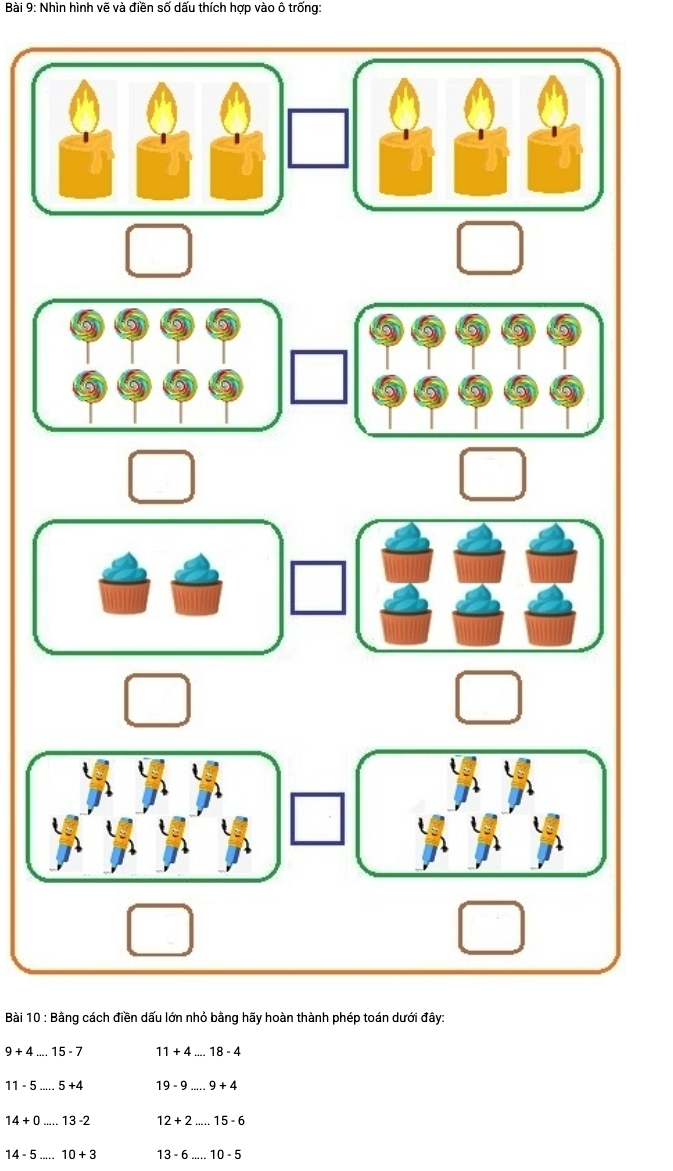 Bài 9: Nhìn hình vẽ và điền số dấu thích hợp vào ô trống:
Bài 10 : Bằng cách điền dấu lớn nhỏ bằng hãy hoàn thành phép toán dưới đây:
9 + 4 .... 15 - 7 11 + 4 .... 18 - 4
11 - 5 ..... 5 +4 19 - 9 ..... 9 + 4
14 + 0 ..... 13 -2 12 + 2 ..... 15 - 6
14 - 5 ..... 10 + 3 13 - 6 ..... 10 - 5